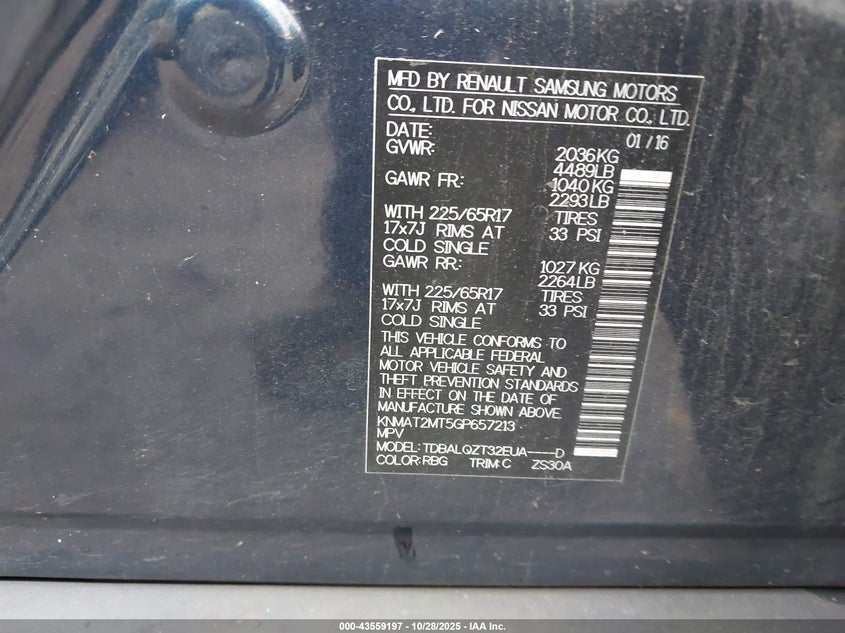 MFD BY RENAULT SAMSUNG MOTORS
CO., LTD. FOR NISSAN MOTOR CO., LTD.
DATE: 01/16
GVWR: 2036KG
4489LB
GAWR FR.: 1040KG
2293LB
WITH 225/65R17 TIRES
17x7J RIMS AT 33 PSI
COLD SINGLE
GAWR RR.: 1027KG
2264LB
WITH 225/65R17 TIRES
17x7J RIMS AT 33 PSI
COLD SINGLE
THIS VEHICLE CONFORMS TO
ALL APPLICABLE FEDERAL
MOTOR VEHICLE SAFETY AND
THEFT PREVENTION STANDARDS
IN EFFECT ON THE DATE OF
MANUFACTURE SHOWN ABOVE.
KNMAT2MT5GP657213
MPV
MODEL: TDBALQZT32EUA----D
COLOR:RBG TRIM:C ZS30A
000-43559197 - 10/28/2025 - IAA Inc.